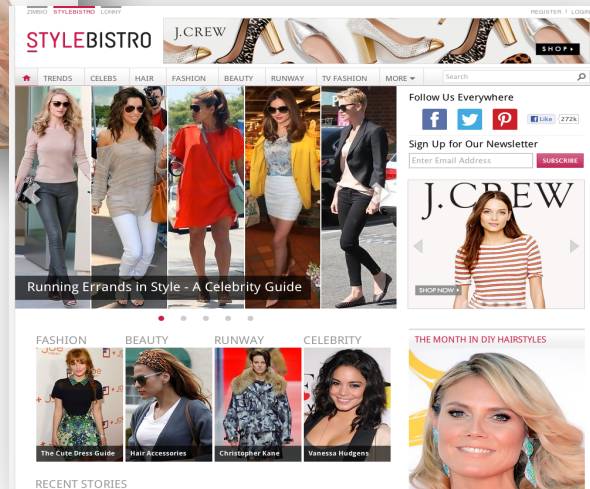 ZIMBIO STYLEBISTRO LONNY
REGISTER | LOGIN
STYLEBISTRO
J.CREW
SHOP
TRENDS CELEBS HAIR FASHION BEAUTY RUNWAY TV FASHION MORE
Search
Follow Us Everywhere
Like 272k
Sign Up for Our Newsletter
Enter Email Address SUBSCRIBE
J.CREW
SHOP NOW
Running Errands in Style - A Celebrity Guide
FASHION BEAUTY RUNWAY CELEBRITY
The Cute Dress Guide Hair Accessories Christopher Kane Vanessa Hudgens
THE MONTH IN DIY HAIRSTYLES
RECENT STORIES